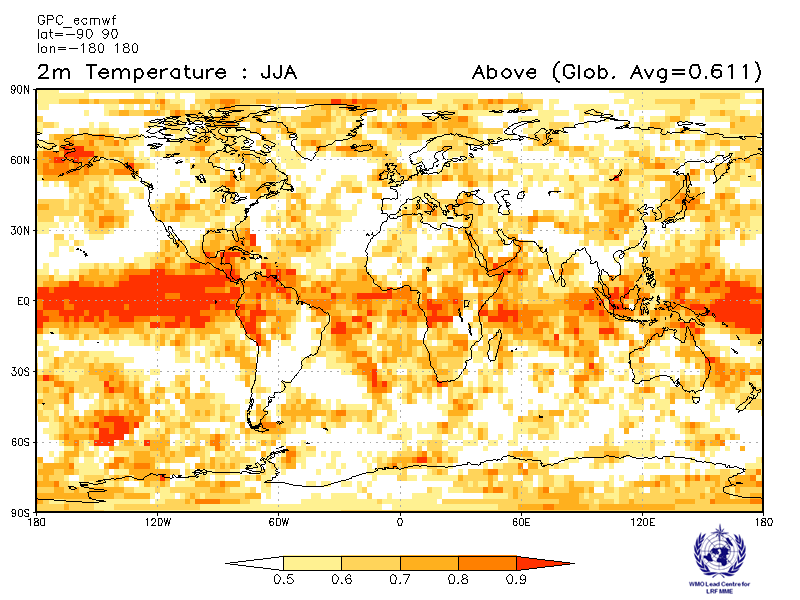 GPC_ecmwf
lat=−90 90
lon=−180 180
2m Temperature : JJA
Above (Glob. Avg=0.611)
90N
60N
30N
EQ
30S
60S
90S
180 120W 60W 0 60E 120E 180
0.5 0.6 0.7 0.8 0.9
WMO Lead Centre for
LRF MME